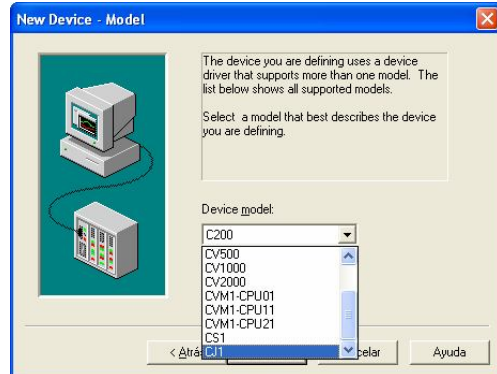 New Device - Model
The device you are defining uses a device
driver that supports more than one model. The
list below shows all supported models.
Select a model that best describes the device
you are defining.
Device model:
C200
CV500
CV1000
CV2000
CVM1-CPU01
CVM1-CPU11
CVM1-CPU21
CS1
CJ1
< Atrá
celar
Ayuda